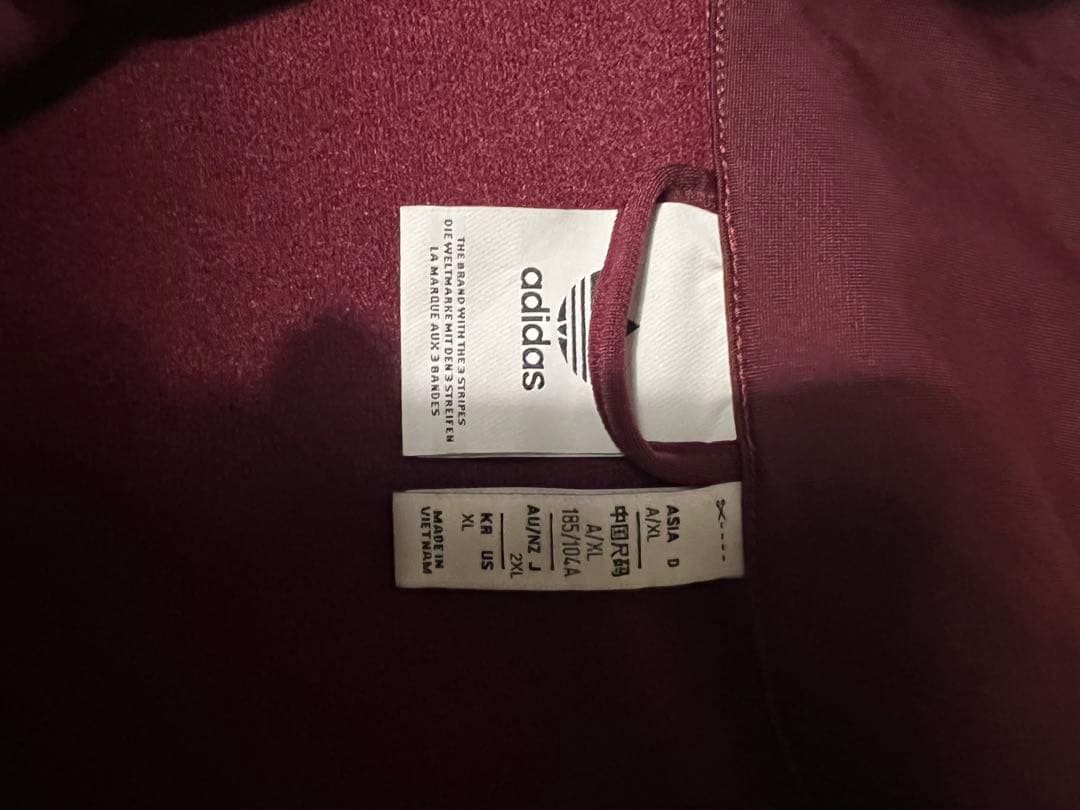 adidas
THE BRAND WITH THE 3 STRIPES
DIE WELTMARKE MIT DEN 3 STREIFEN
LA MARQUE AUX 3 BANDES
ASIA D
A/XL
中国尺码
A/XL
185/104A
AU/NZ J
2XL
KR US
XL
MADE IN
VIETNAM